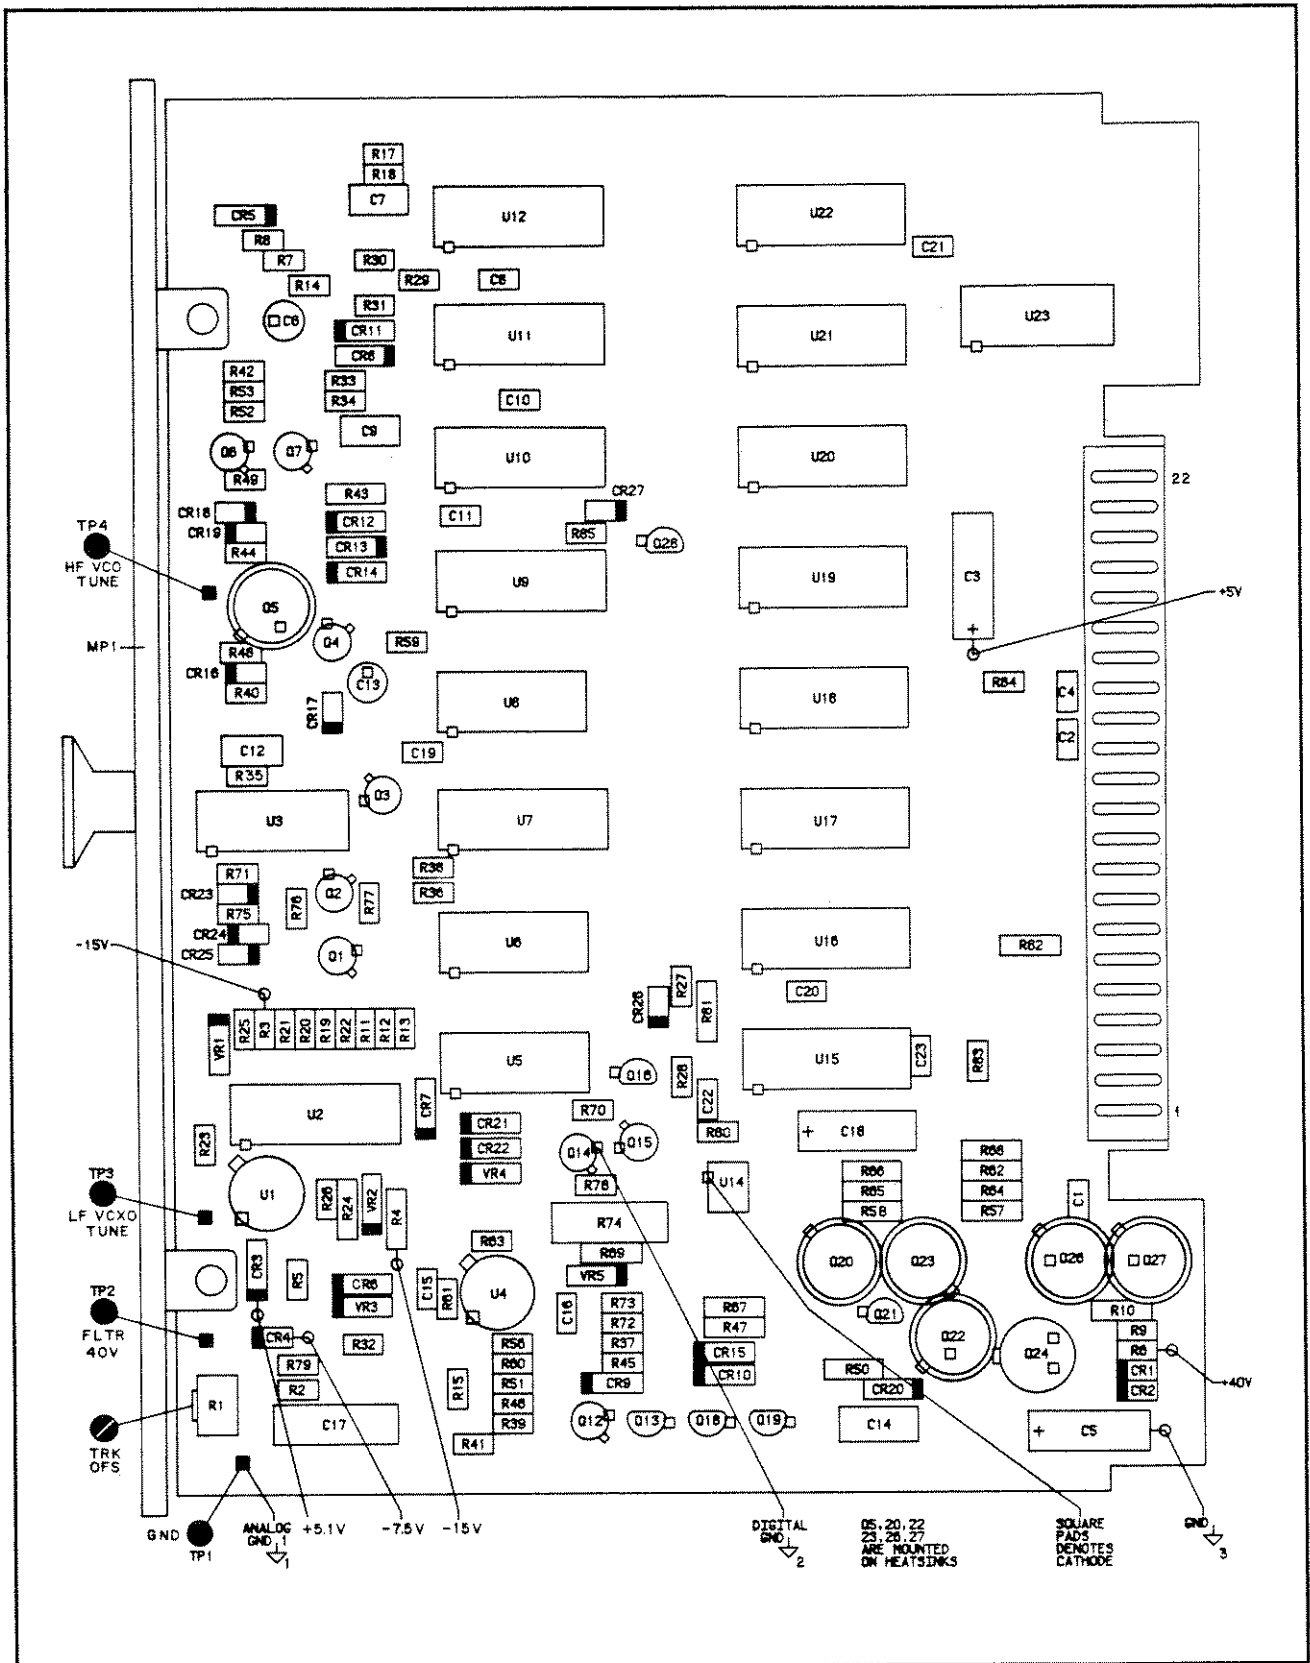 R17
R18
C7
U12
U22
CR5
R8
R7
R14
R30
R29
C21
R31
CR11
U11
U21
U23
R42
R53
R52
R33
R34
C10
C9
Q7
U10
U20
R49
22
R43
CR27
CR18
CR12
C11
CR19
R85
Q28
TP4
R44
CR13
HF VCO
TUNE
CR14
U9
U19
C3
+5V
Q5
Q4
R59
MP1
CR16
R40
C13
CR17
U18
R84
C4
C2
C12
C19
R35
Q3
U3
U7
U17
R71
CR23
R75
R76
Q2
R77
R38
R36
CR24
CR25
-15V
Q1
U6
U16
R82
R27
CR26
R81
C20
VR1
R25
R3
R21
R20
R19
R22
R11
R12
R13
U5
Q16
R28
U15
C23
R83
U2
CR7
R70
C22
1
R23
CR21
CR22
VR4
Q14
Q15
R80
+
C18
TP3
LF VCXO
TUNE
U1
R26
R24
VR2
R4
R78
U14
R66
R65
R58
R68
R62
R64
R57
C1
R74
R63
R69
VR5
Q20
Q23
Q26
Q27
CR3
R5
VR3
C15
R61
U4
C16
TP2
FLTR
40V
CR4
R32
R73
R72
R37
R45
CR9
R67
R47
CR15
CR10
Q21
Q22
Q24
R10
R9
R6
CR1
CR2
+40V
R79
R2
R1
C17
R15
R56
R60
R51
R39
R41
Q12
Q13
Q18
Q19
R50
CR20
C14
+
C5
TRK
OFS
GND
TP1
ANALOG
GND 1
1
+5.1V
-7.5V
-15V
DIGITAL
GND
2
Q5,20,22
23,26,27
ARE MOUNTED
ON HEATSINKS
SQUARE
PADS
DENOTES
CATHODE
GND
3